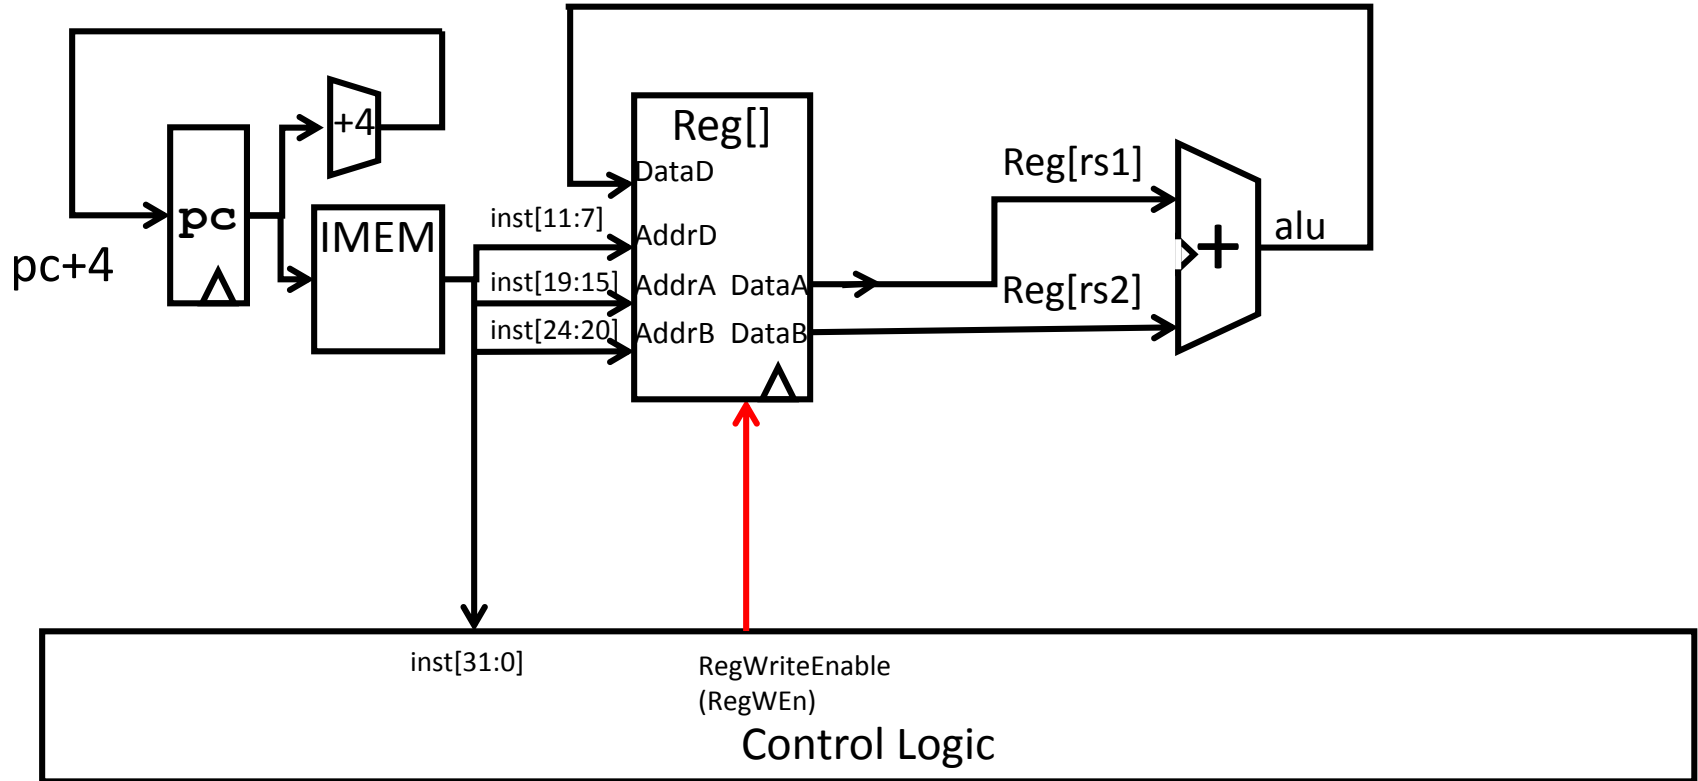 +4
Reg[]
Reg[rs1]
DataD
pc
inst[11:7]
IMEM
AddrD
+
alu
pc+4
inst[19:15]
AddrA
DataA
Reg[rs2]
inst[24:20]
AddrB
DataB
inst[31:0]
RegWriteEnable
(RegWEn)
Control Logic